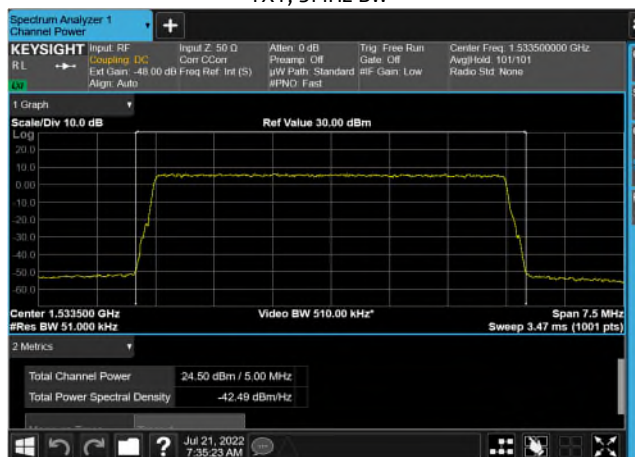 TX1, 5MHz BW
Spectrum Analyzer 1
Channel Power
KEYSIGHT
RL
Input: RF
Coupling: DC
Ext Gain: -48.00 dB
Align: Auto
Input Z: 50 Ω
Corr CCorr
Freq Ref: Int (S)
Atten: 0 dB
Preamp: Off
µW Path: Standard
#PNO: Fast
Trig: Free Run
Gate: Off
#IF Gain: Low
Center Freq: 1.533500000 GHz
Avg|Hold: 101/101
Radio Std: None
LXI
1 Graph
Scale/Div 10.0 dB
Ref Value 30.00 dBm
Log
20.0
10.0
0.00
-10.0
-20.0
-30.0
-40.0
-50.0
-60.0
Center 1.533500 GHz
#Res BW 51.000 kHz
Video BW 510.00 kHz*
Span 7.5 MHz
Sweep 3.47 ms (1001 pts)
2 Metrics
Total Channel Power 24.50 dBm / 5.00 MHz
Total Power Spectral Density -42.49 dBm/Hz
Jul 21, 2022
7:35:23 AM